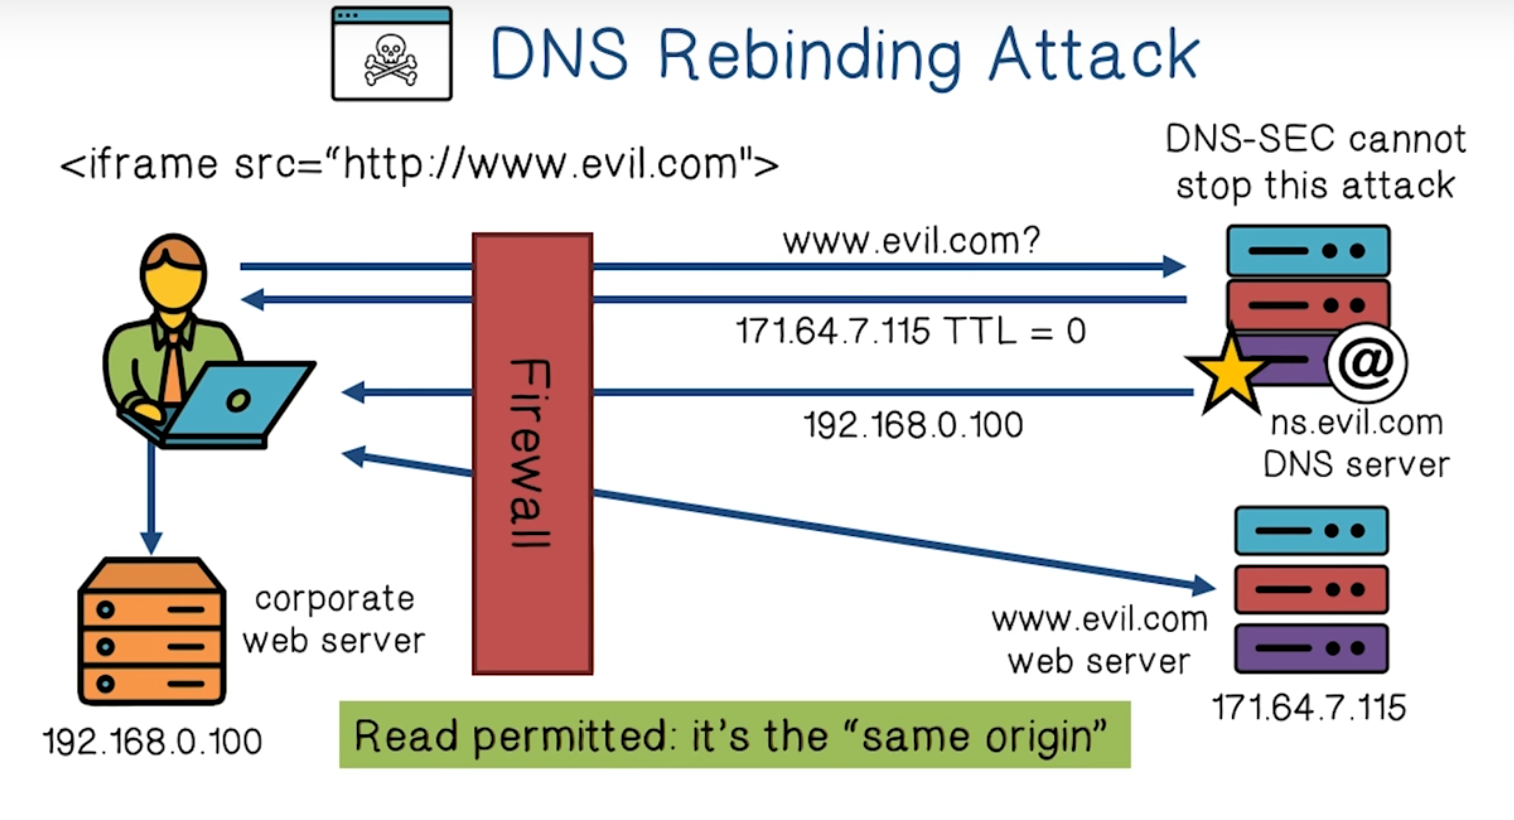 DNS Rebinding Attack
<iframe src=“http://www.evil.com">
DNS-SEC cannot
stop this attack
www.evil.com?
171.64.7.115 TTL = 0
192.168.0.100
Firewall
@
ns.evil.com
DNS server
corporate
web server
192.168.0.100
www.evil.com
web server
171.64.7.115
Read permitted: it’s the “same origin”